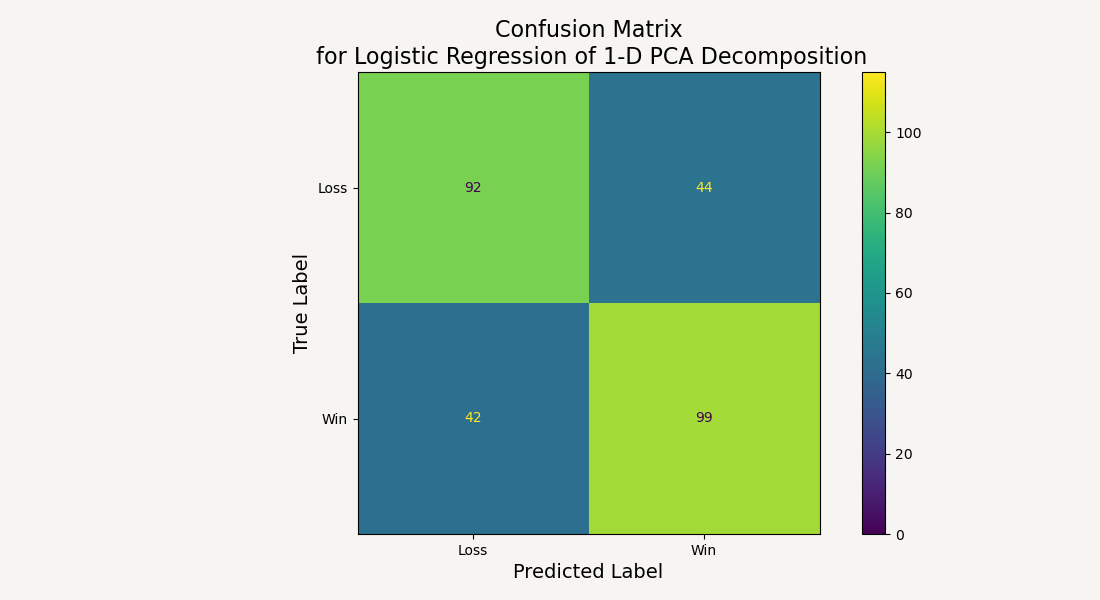 Confusion Matrix
for Logistic Regression of 1-D PCA Decomposition
Loss
92
44
Win
42
99
Loss
Win
True Label
Predicted Label
100
80
60
40
20
0